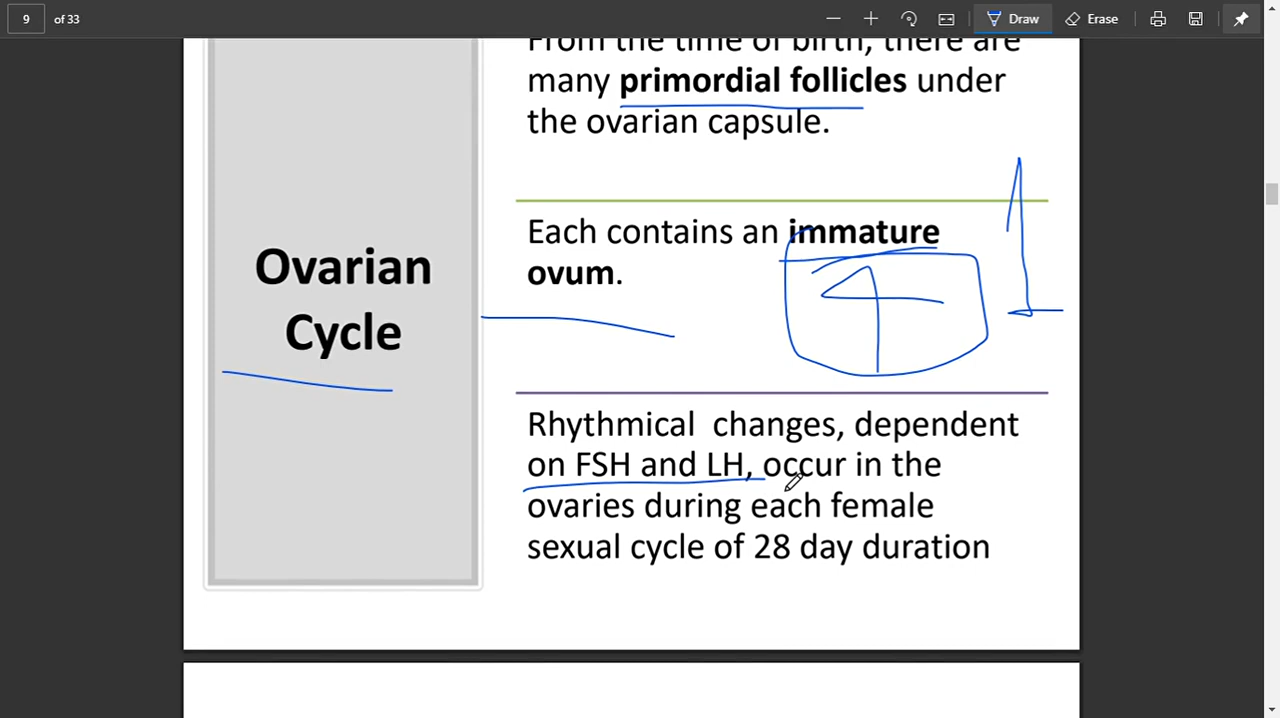 9 of 33
Draw
Erase
From the time of birth, there are
many primordial follicles under
the ovarian capsule.
Ovarian
Cycle
Each contains an immature
ovum.
Rhythmical changes, dependent
on FSH and LH, occur in the
ovaries during each female
sexual cycle of 28 day duration